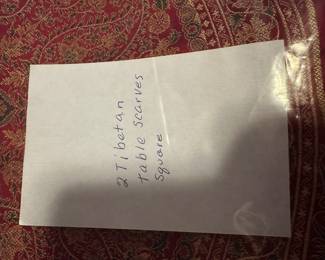 2 Tibetan
table scarves
square